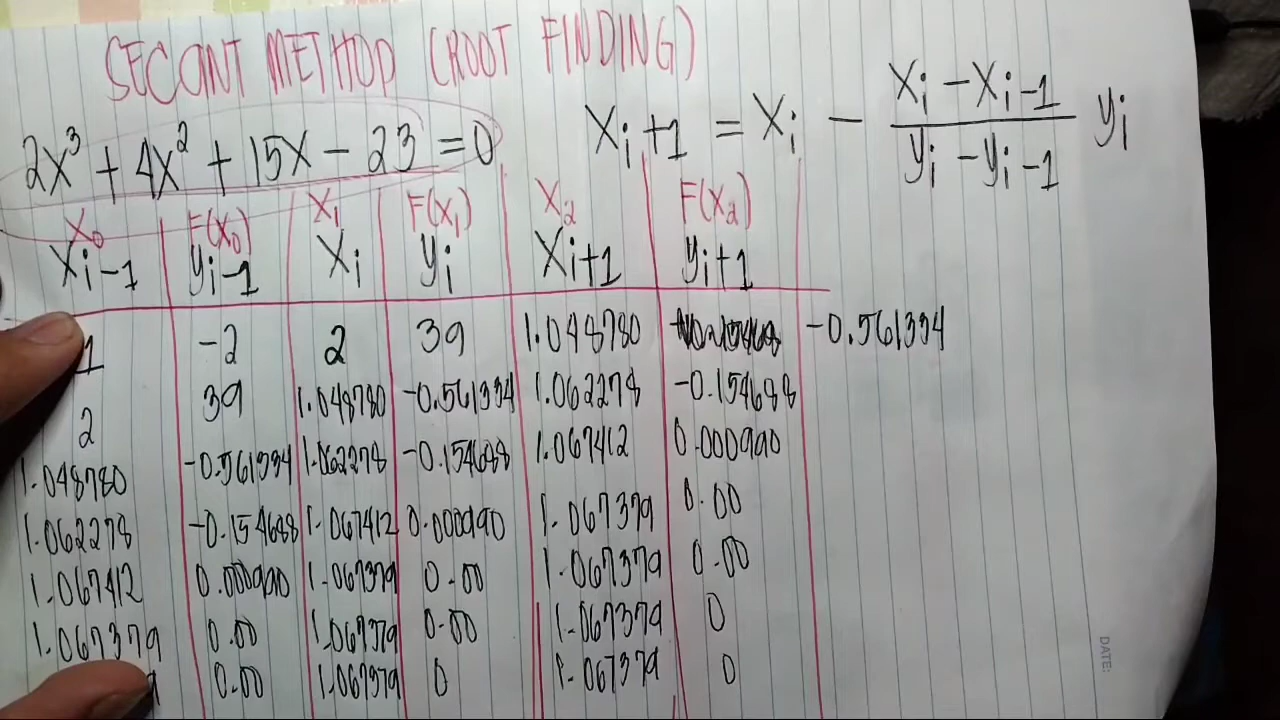 SECANT METHOD (ROOT FINDING)
2x³ + 4x² + 15x - 23 = 0
Xi+1 = Xi - (Xi - Xi-1)/(yi - yi-1) yi
X₀ F(X₀) X₁ F(X₁) X₂ F(X₂)
Xi-1 yi-1 Xi yi Xi+1 yi+1
1 -2 2 39 1.048780 -0.561334
2 39 1.048780 -0.561334 1.062278 -0.154688
1.048780 -0.561334 1.062278 -0.154688 1.067412 0.000990
1.062278 -0.154688 1.067412 0.000990 1.067379 0.00
1.067412 0.000990 1.067379 0.00 1.067379 0.00
1.067379 0.00 1.067379 0.00 1.067379 0
9 0.00 1.067379 0 1.067379 0
DATE: